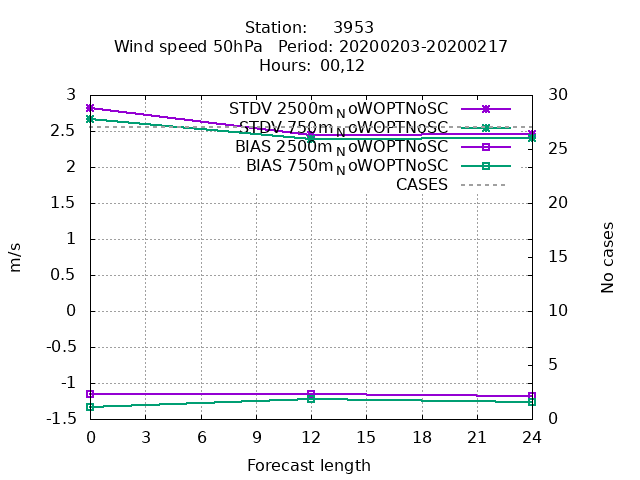 Station: 3953
Wind speed 50hPa Period: 20200203-20200217
Hours: 00,12
STDV 2500m_NoWOPTNoSC
STDV 750m_NoWOPTNoSC
BIAS 2500m_NoWOPTNoSC
BIAS 750m_NoWOPTNoSC
CASES
3
2.5
2
1.5
1
0.5
0
-0.5
-1
-1.5
m/s
30
25
20
15
10
5
0
No cases
0 3 6 9 12 15 18 21 24
Forecast length